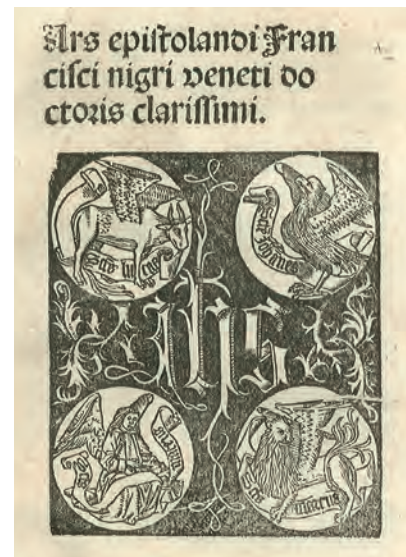 Ars epistolandi Fran
cisci nigri veneti do
ctoris clarissimi.
ihs